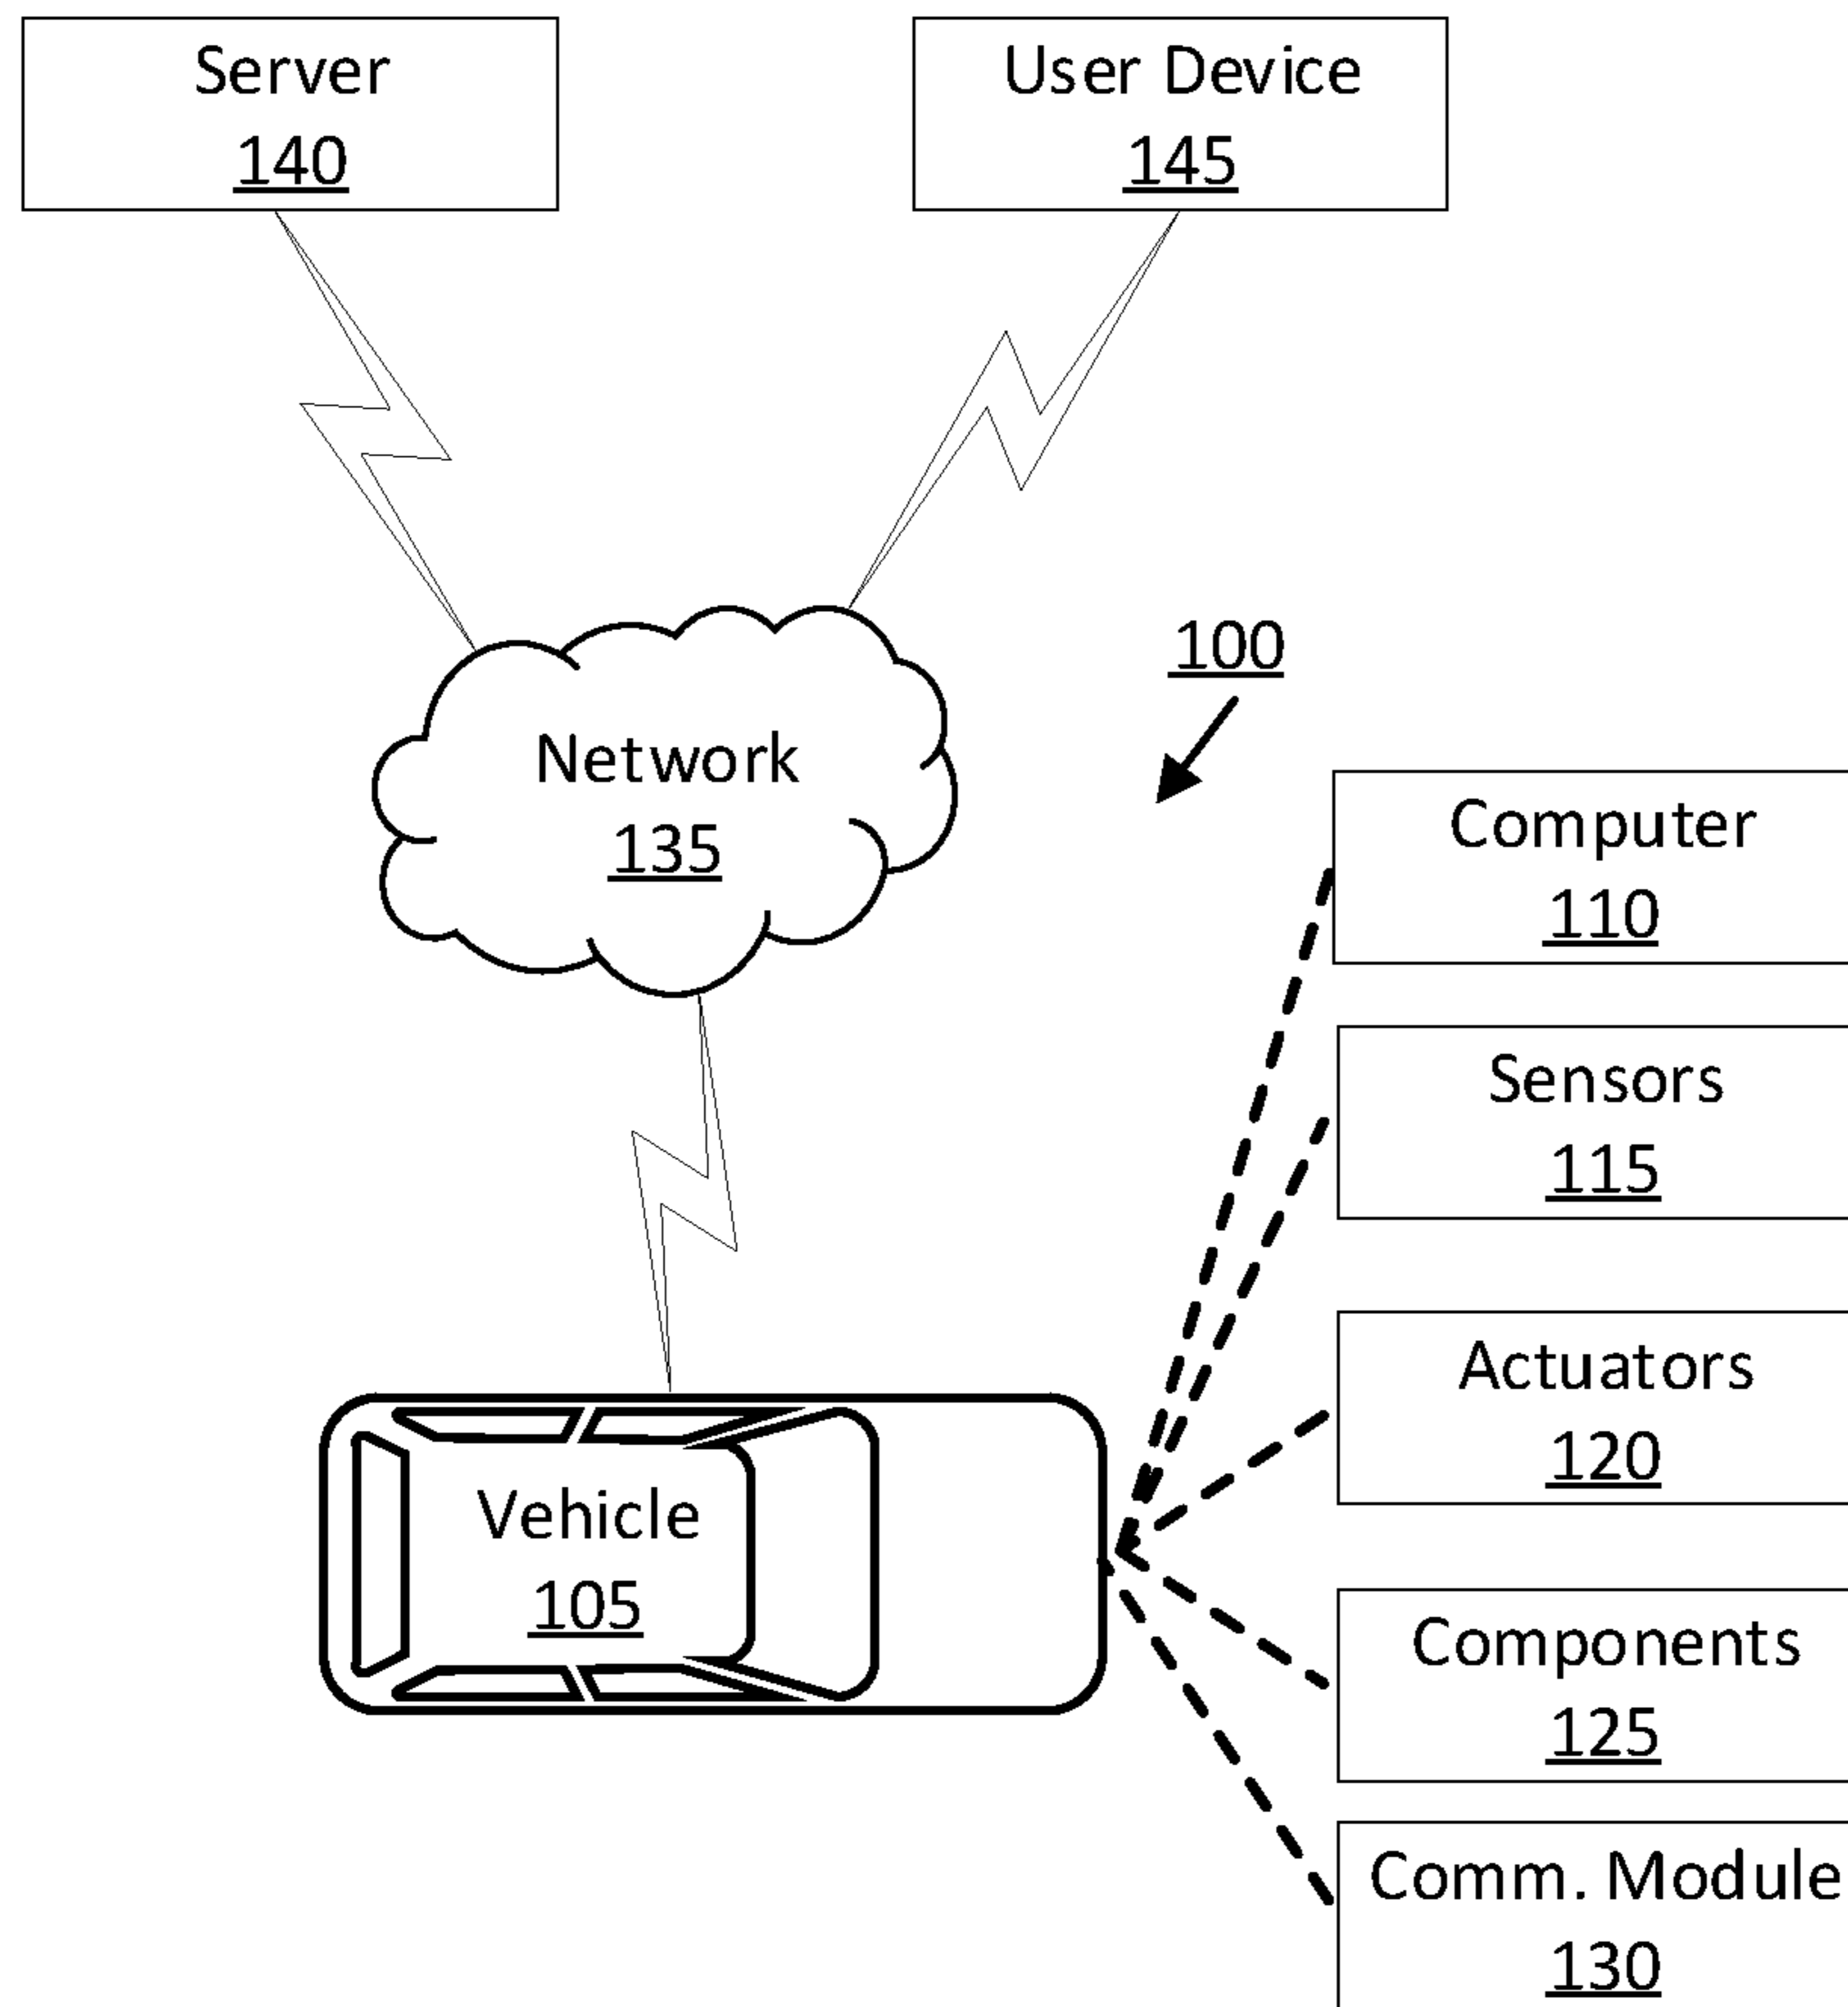 Server
140
User Device
145
100
Network
135
Computer
110
Sensors
115
Actuators
120
Vehicle
105
Components
125
Comm. Module
130